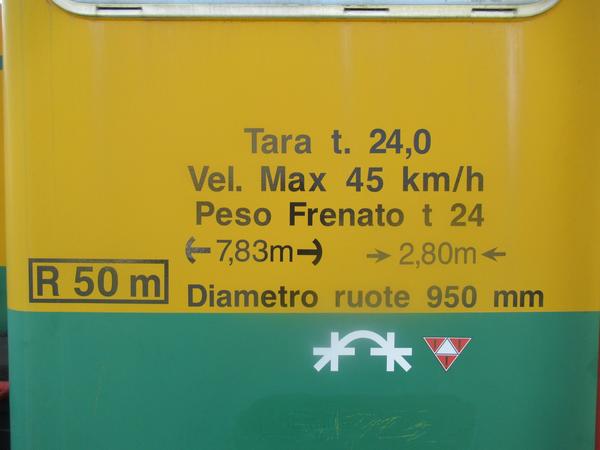 Tara t. 24,0
Vel. Max 45 km/h
Peso Frenato t 24
7,83m 2,80m
R 50 m
Diametro ruote 950 mm